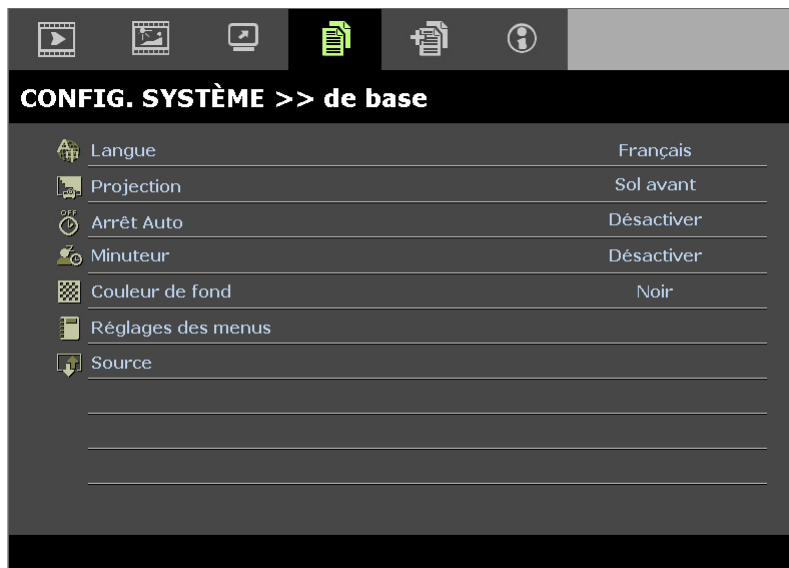 CONFIG. SYSTÈME >> de base
Langue Français
Projection Sol avant
OFF
Arrêt Auto Désactiver
Minuteur Désactiver
Couleur de fond Noir
Réglages des menus
Source